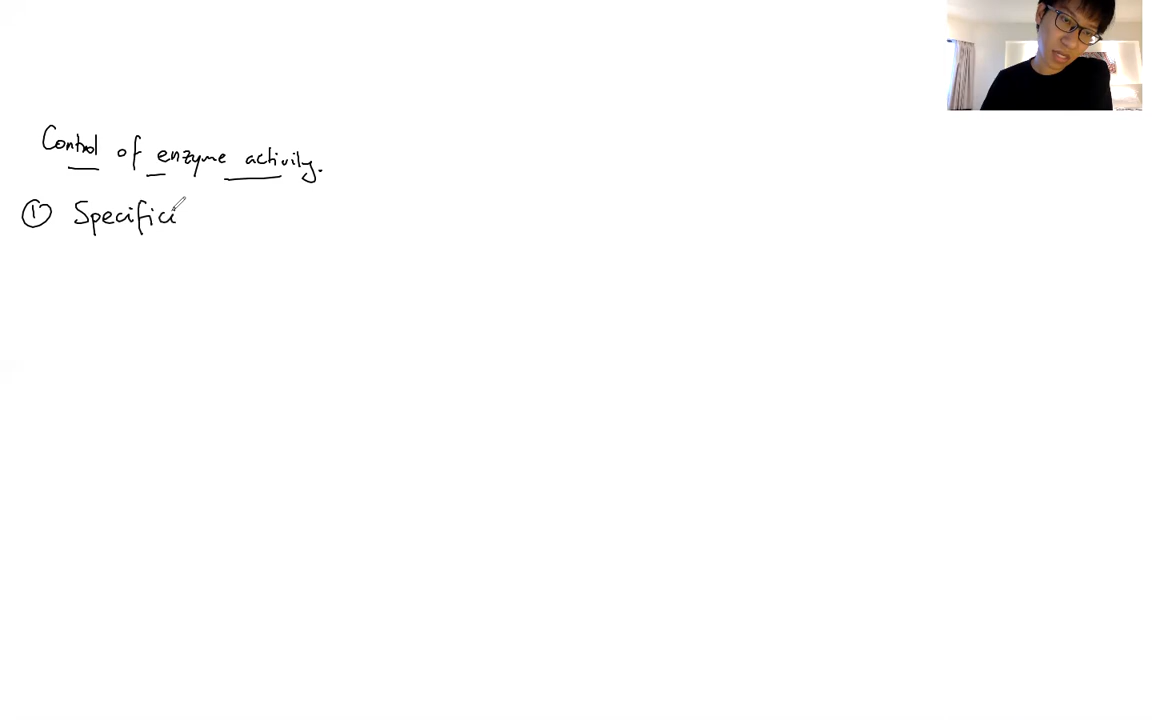 Control of enzyme activity.
① Specifici